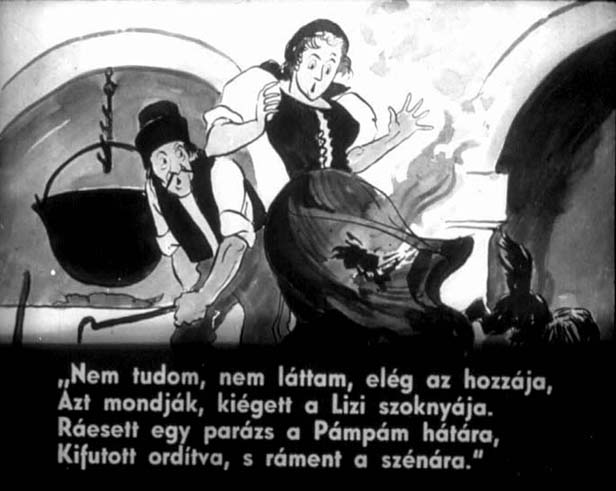 „Nem tudom, nem láttam, elég az hozzája,
Azt mondják, kiégett a Lizi szoknyája.
Ráesett egy parázs a Pámpám hátára,
Kifutott ordítva, s ráment a szénára."